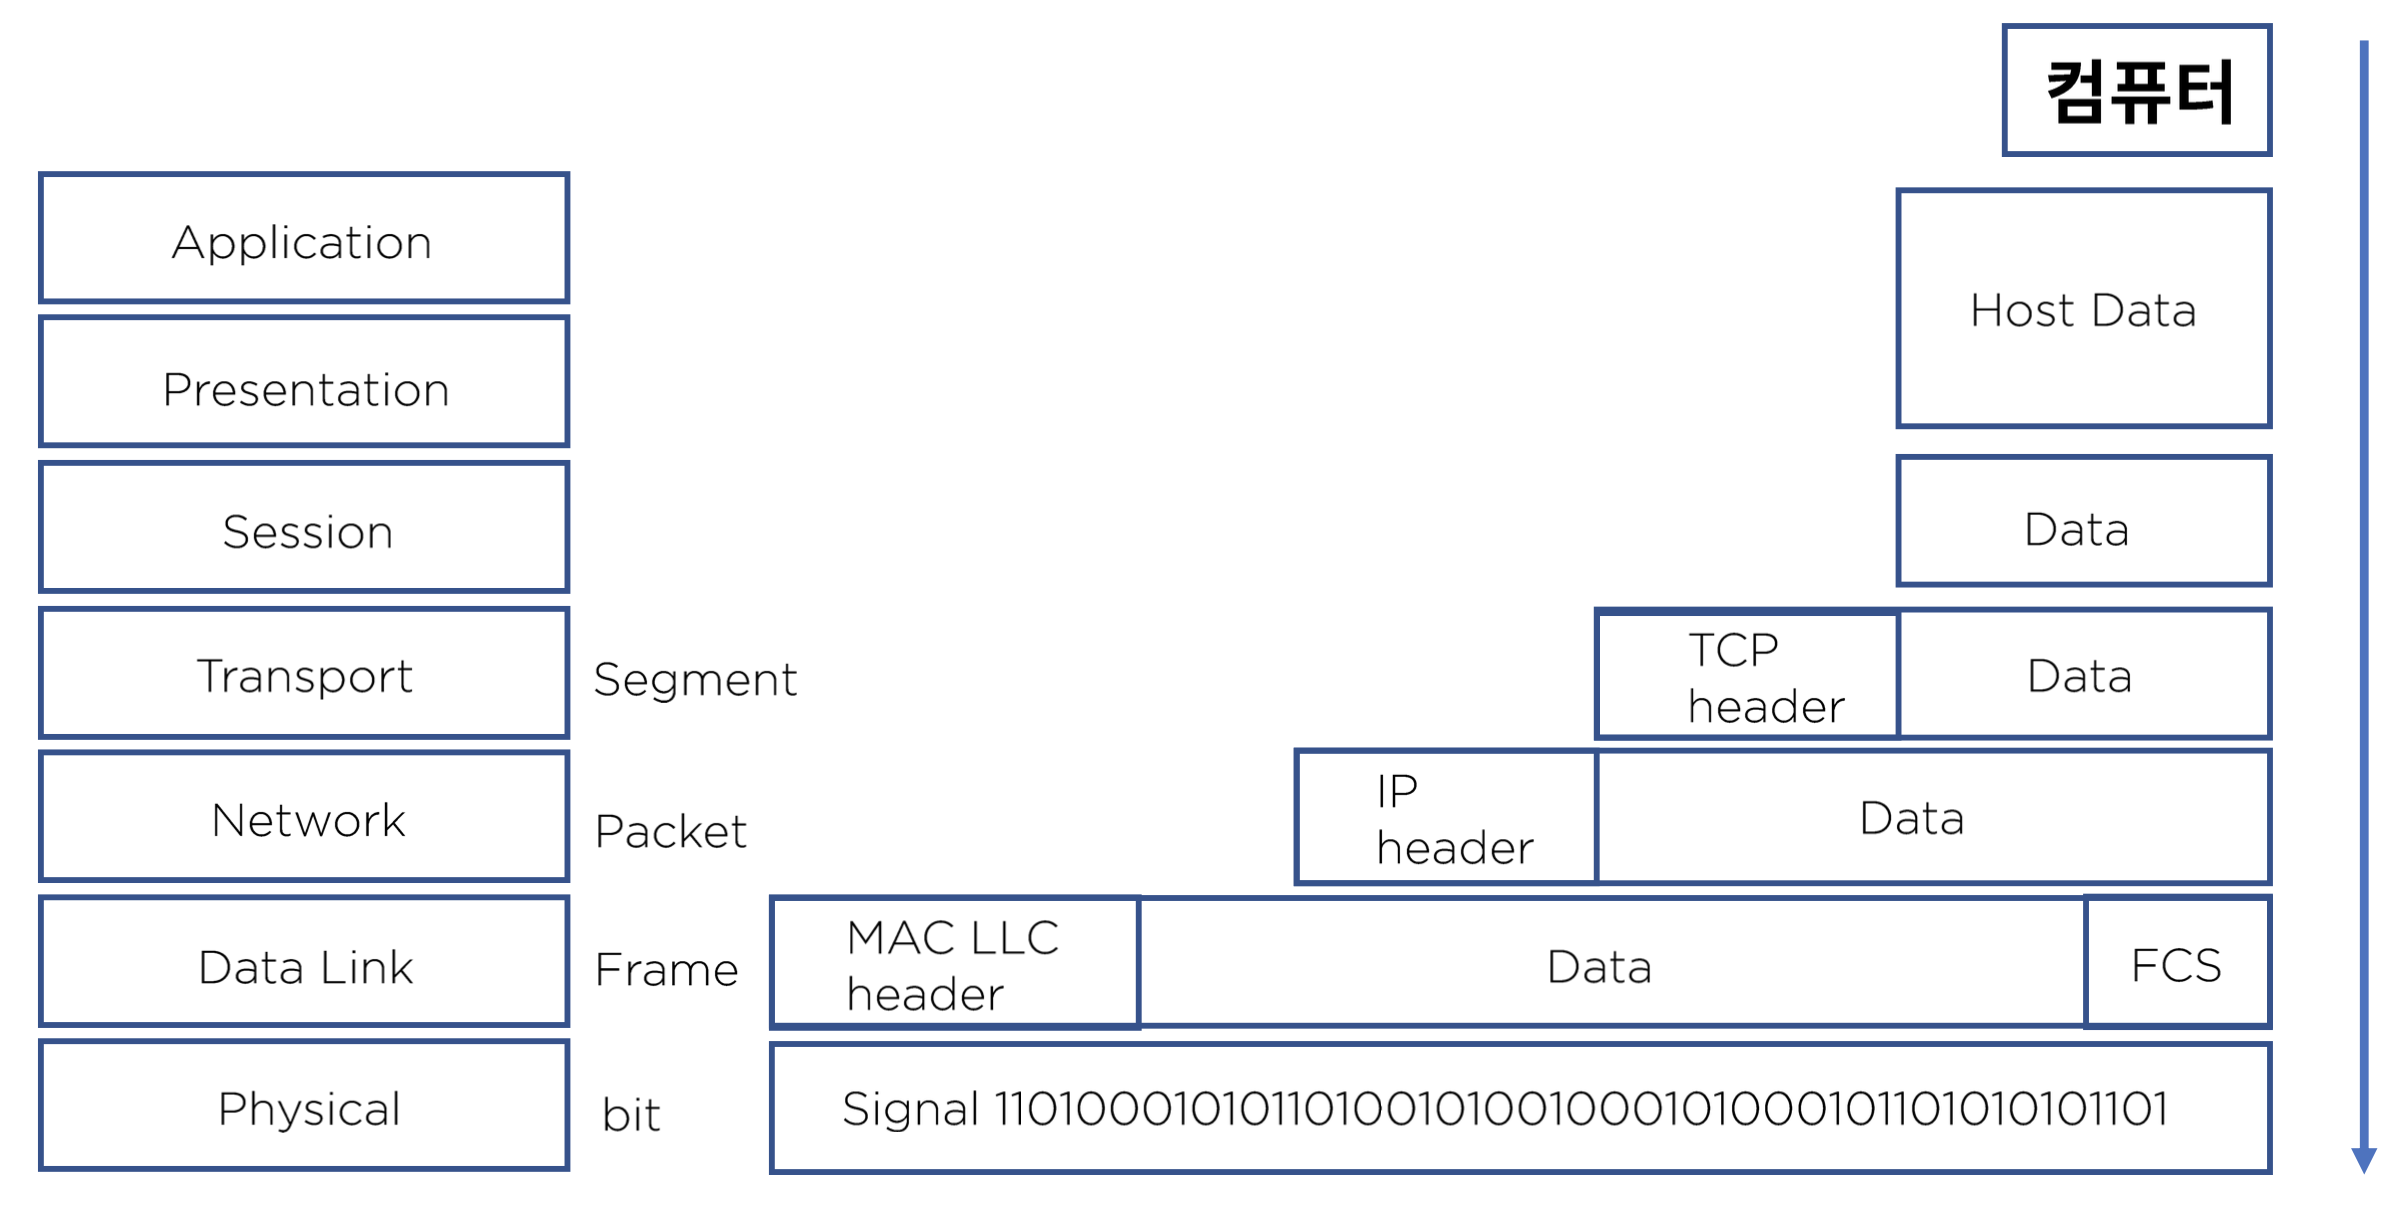 컴퓨터
Application
Host Data
Presentation
Session
Data
Transport
Segment
TCP
header
Data
Network
Packet
IP
header
Data
Data Link
Frame
MAC LLC
header
Data
FCS
Physical
bit
Signal 11010001010110100101001000101000101101010101101